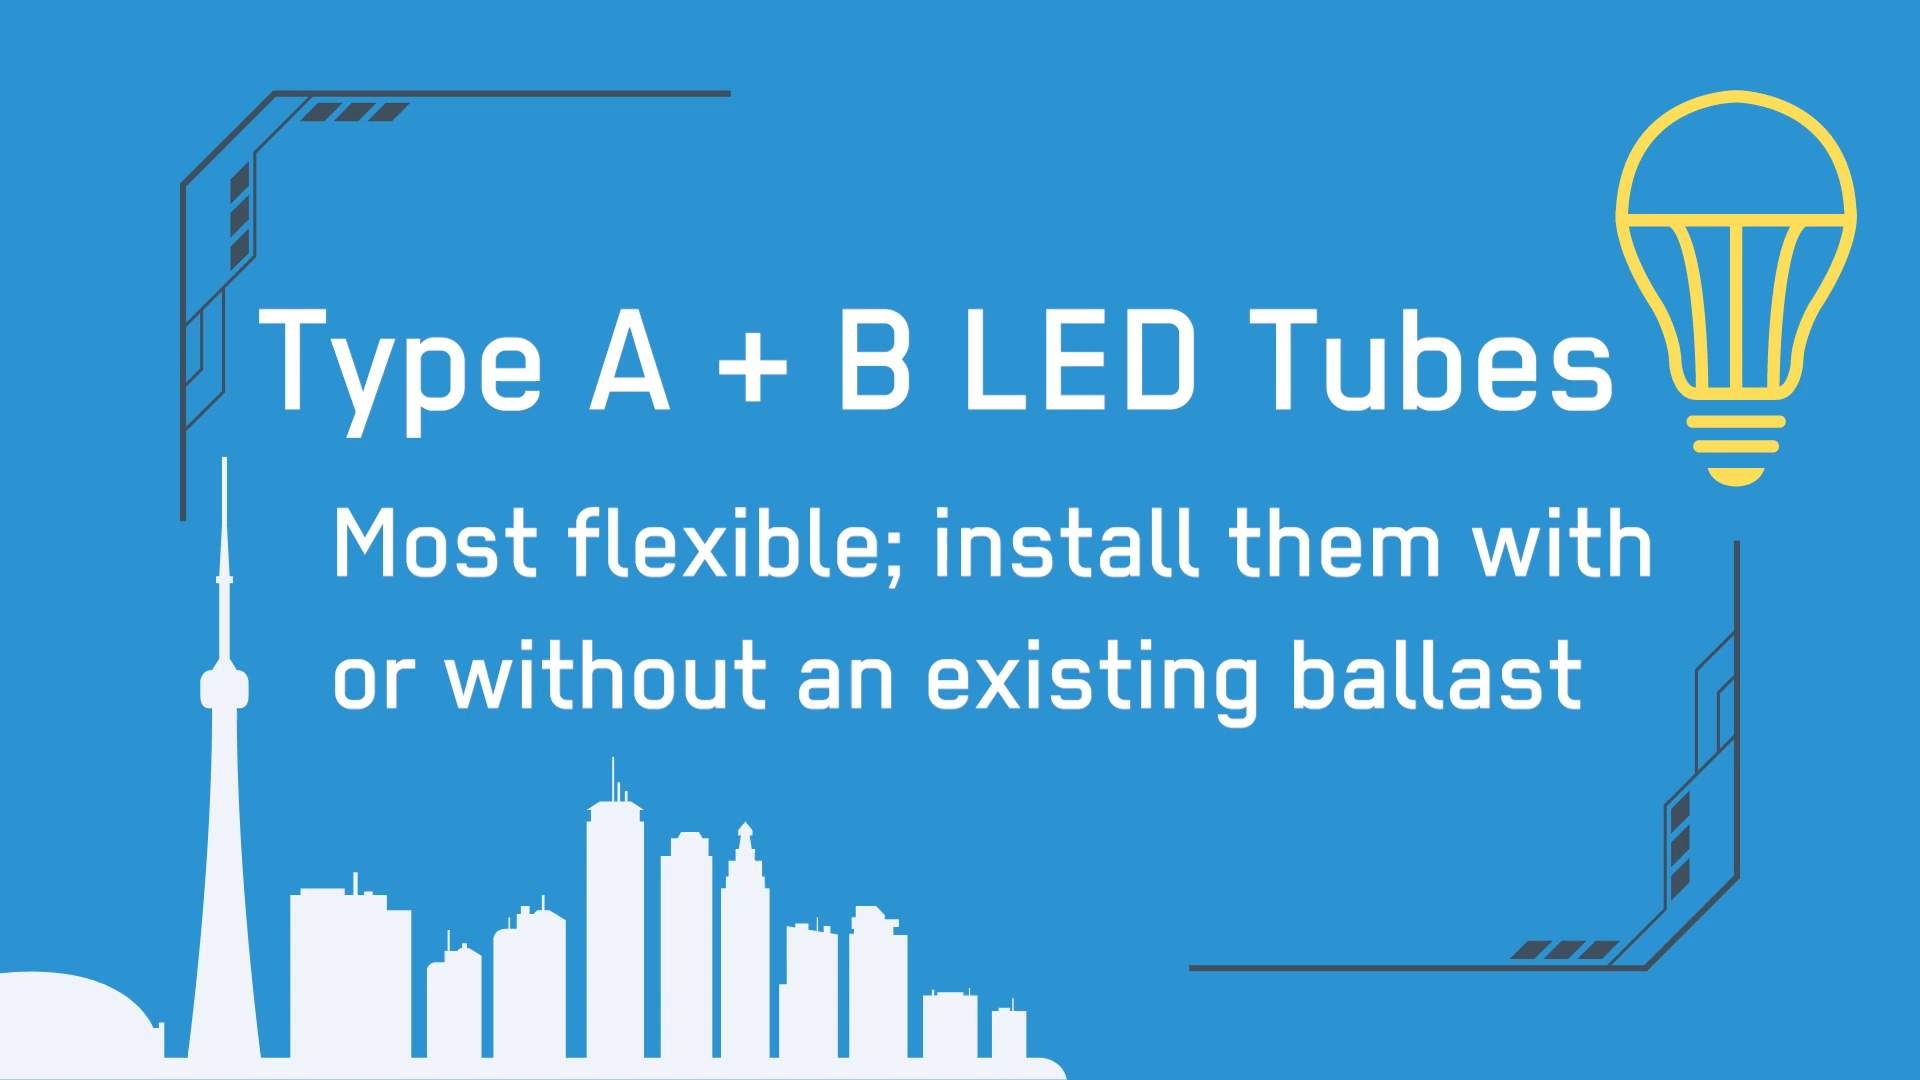 Type A + B LED Tubes
Most flexible; install them with
or without an existing ballast